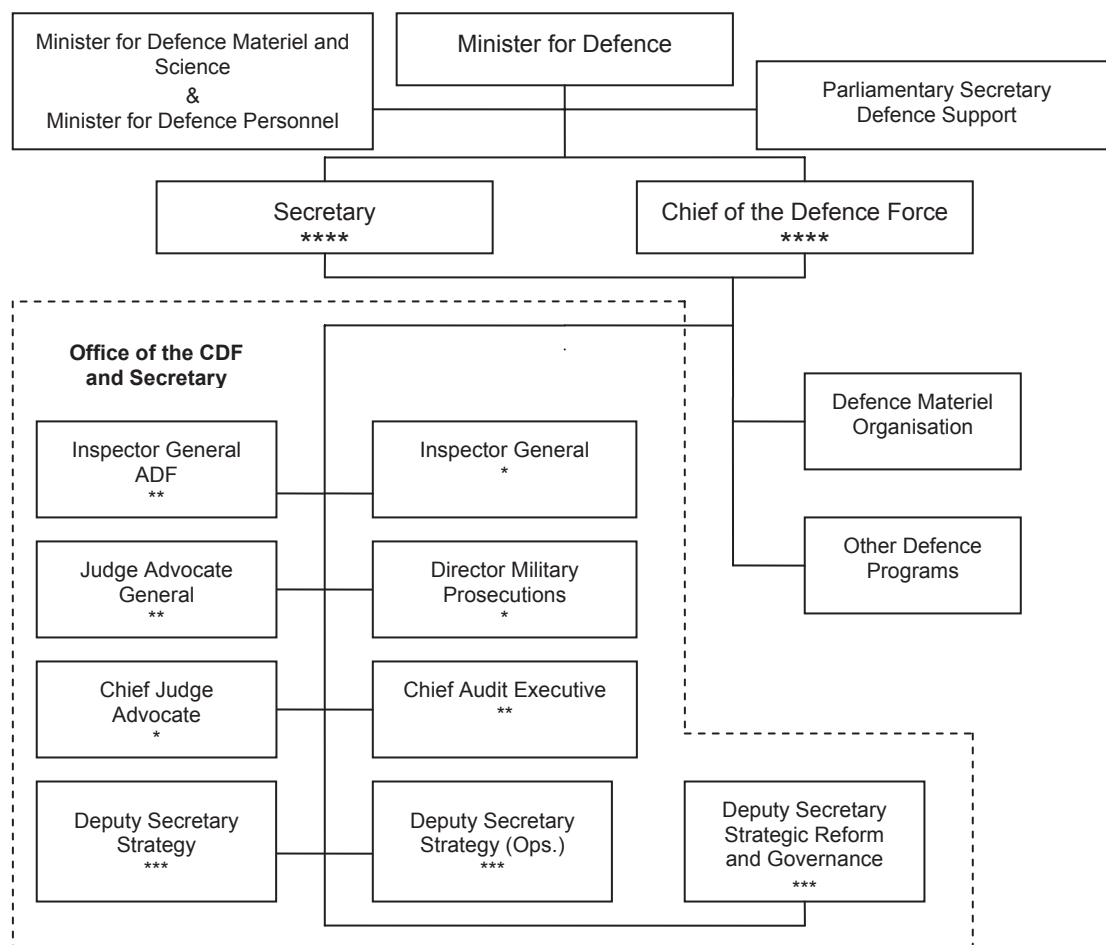 Minister for Defence Materiel and
Science
&
Minister for Defence Personnel
Minister for Defence
Parliamentary Secretary
Defence Support
Secretary
****
Chief of the Defence Force
****
Office of the CDF
and Secretary
Defence Materiel
Organisation
Inspector General
ADF
**
Inspector General
*
Other Defence
Programs
Judge Advocate
General
**
Director Military
Prosecutions
*
Chief Judge
Advocate
*
Chief Audit Executive
**
Deputy Secretary
Strategy
***
Deputy Secretary
Strategy (Ops.)
***
Deputy Secretary
Strategic Reform
and Governance
***